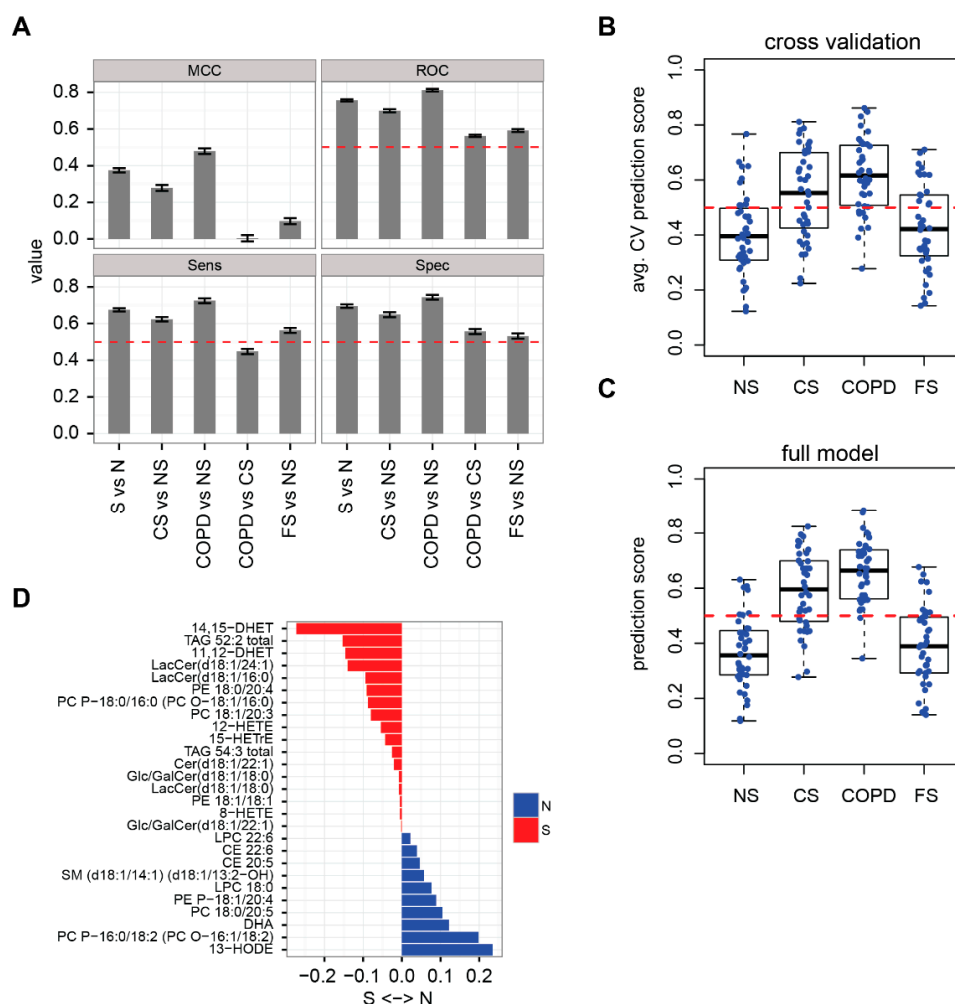 A
MCC
ROC
0.8
0.6
0.4
0.2
0.0
Sens
Spec
0.8
0.6
0.4
0.2
0.0
value
S vs N
CS vs NS
COPD vs NS
COPD vs CS
FS vs NS
S vs N
CS vs NS
COPD vs NS
COPD vs CS
FS vs NS
B
cross validation
avg. CV prediction score
1.0
0.8
0.6
0.4
0.2
0.0
NS
CS
COPD
FS
C
full model
prediction score
1.0
0.8
0.6
0.4
0.2
0.0
NS
CS
COPD
FS
D
14,15−DHET
TAG 52:2 total
11,12−DHET
LacCer(d18:1/24:1)
LacCer(d18:1/16:0)
PE 18:0/20:4
PC P−18:0/16:0 (PC O−18:1/16:0)
PC 18:1/20:3
12−HETE
15−HETrE
TAG 54:3 total
Cer(d18:1/22:1)
Glc/GalCer(d18:1/18:0)
LacCer(d18:1/18:0)
PE 18:1/18:1
8−HETE
Glc/GalCer(d18:1/22:1)
LPC 22:6
CE 22:6
CE 20:5
SM (d18:1/14:1) (d18:1/13:2−OH)
LPC 18:0
PE P−18:1/20:4
PC 18:0/20:5
DHA
PC P−16:0/18:2 (PC O−16:1/18:2)
13−HODE
−0.2
−0.1
0.0
0.1
0.2
S <−> N
N
S